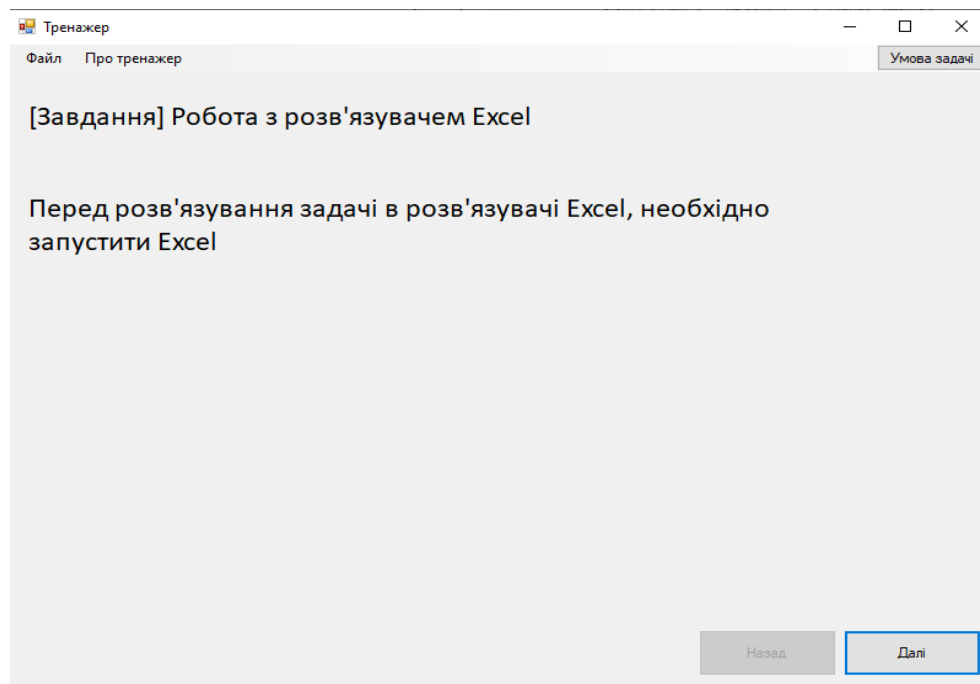 Тренажер
Файл Про тренажер Умова задачі
[Завдання] Робота з розв'язувачем Excel
Перед розв'язування задачі в розв'язувачі Excel, необхідно
запустити Excel
Назад Далі